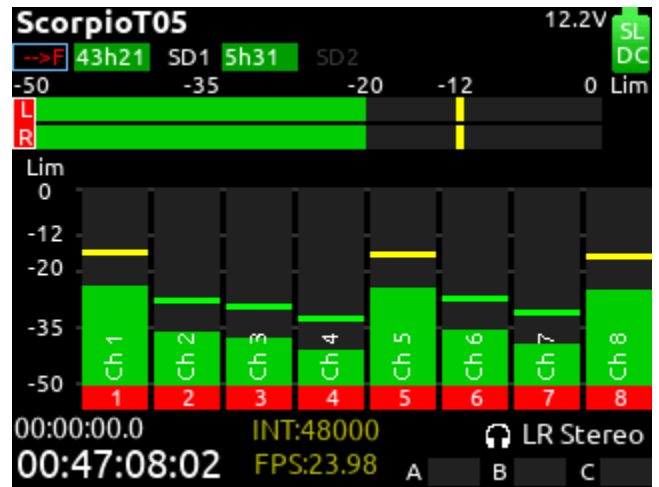 ScorpioT05 12.2V SL
-->F 43h21 SD1 5h31 SD2 DC
-50 -35 -20 -12 0 Lim
L
R
Lim
0
-12
-20
-35
-50
Ch 1 Ch 2 Ch 3 Ch 4 Ch 5 Ch 6 Ch 7 Ch 8
1 2 3 4 5 6 7 8
00:00:00.0 INT:48000 LR Stereo
00:47:08:02 FPS:23.98 A B C